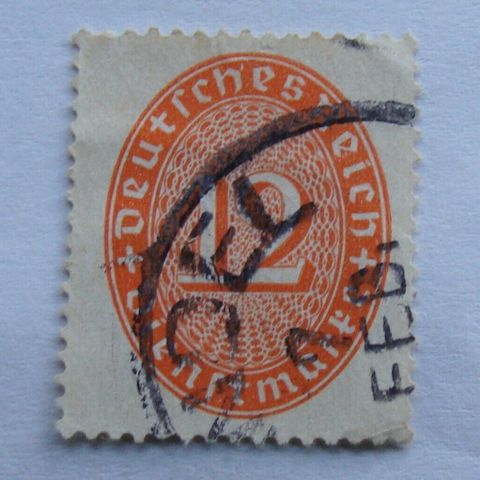 Deutsches Reich
12
Dienstmarke
FEB.